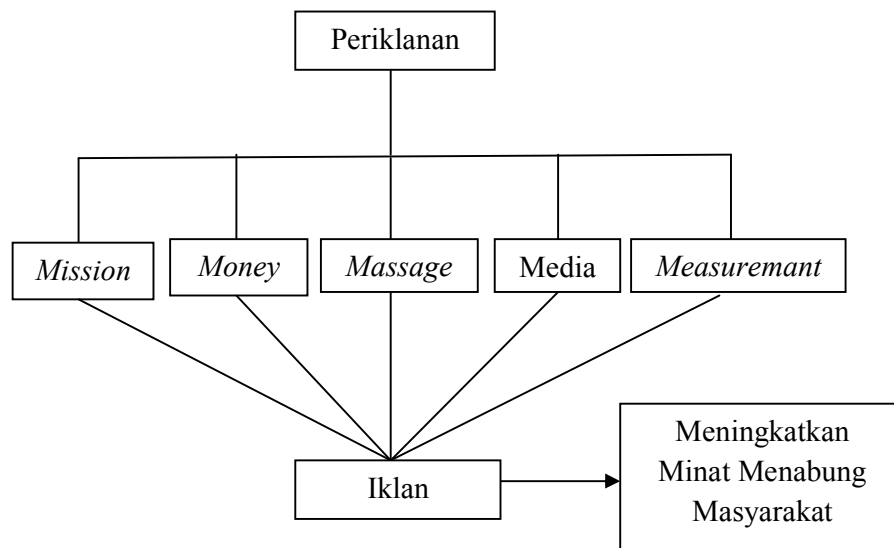 Periklanan
Mission
Money
Massage
Media
Measuremant
Iklan
Meningkatkan
Minat Menabung
Masyarakat